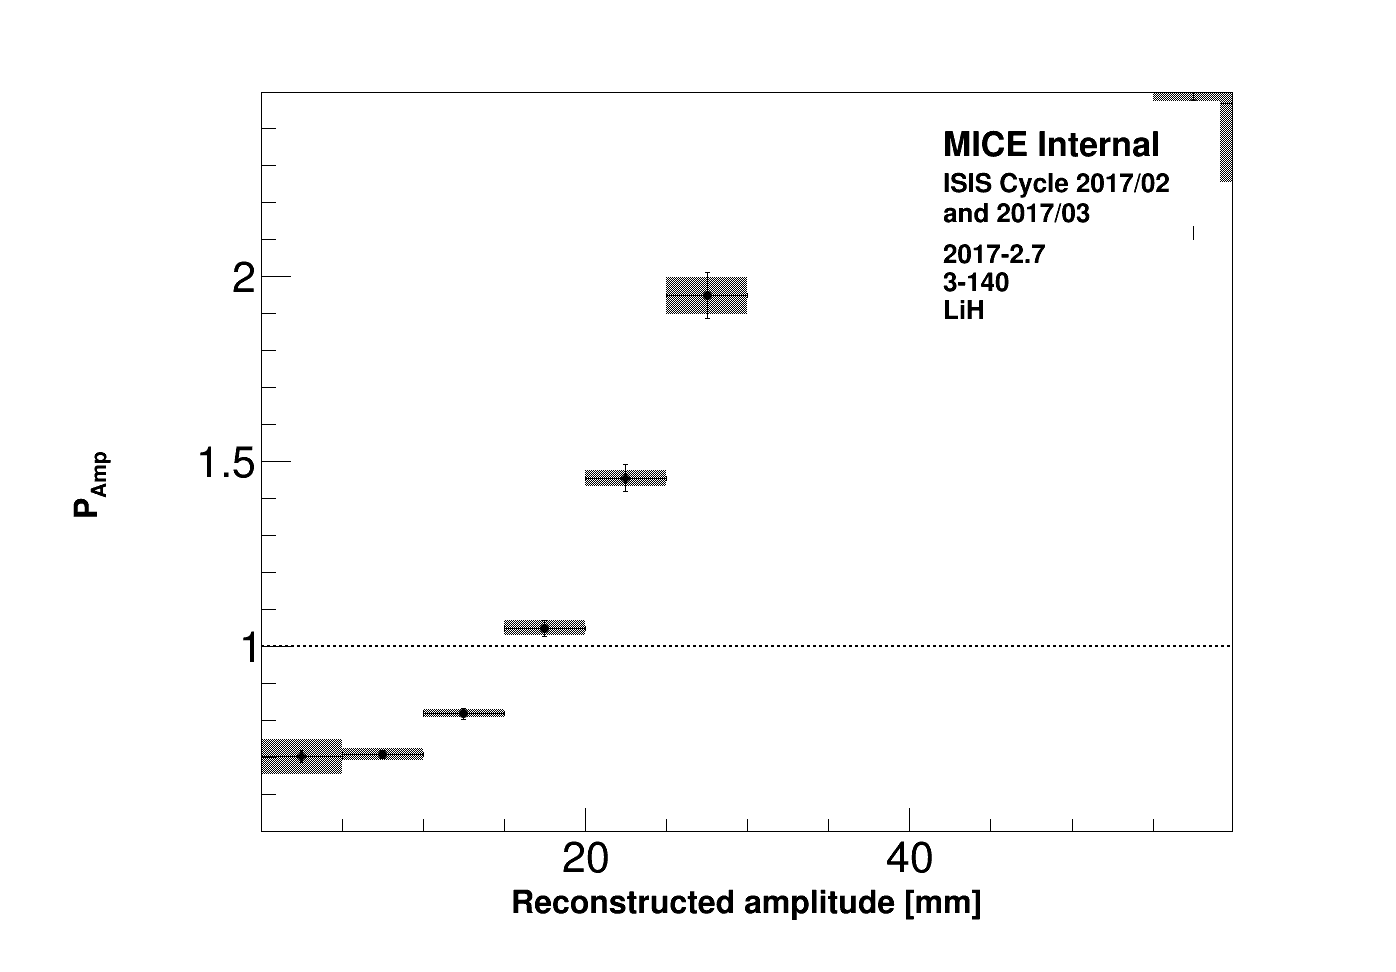 MICE Internal
ISIS Cycle 2017/02
and 2017/03
2017-2.7
3-140
LiH
2
1.5
1
P_Amp
20
40
Reconstructed amplitude [mm]